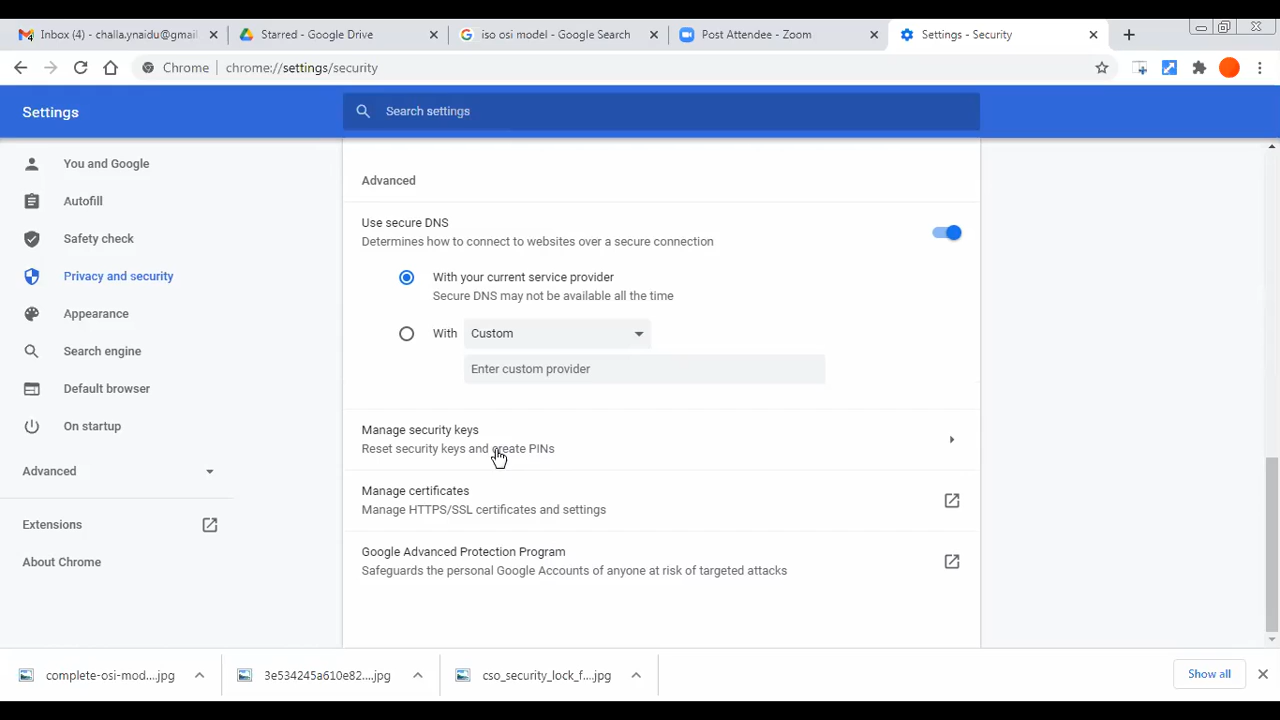 Inbox (4) - challa.ynaidu@gmail
Starred - Google Drive
iso osi model - Google Search
Post Attendee - Zoom
Settings - Security
Chrome
chrome://settings/security
Settings
Search settings
You and Google
Autofill
Safety check
Privacy and security
Appearance
Search engine
Default browser
On startup
Advanced
Extensions
About Chrome
Advanced
Use secure DNS
Determines how to connect to websites over a secure connection
With your current service provider
Secure DNS may not be available all the time
With Custom
Enter custom provider
Manage security keys
Reset security keys and create PINs
Manage certificates
Manage HTTPS/SSL certificates and settings
Google Advanced Protection Program
Safeguards the personal Google Accounts of anyone at risk of targeted attacks
complete-osi-mod....jpg
3e534245a610e82....jpg
cso_security_lock_f....jpg
Show all